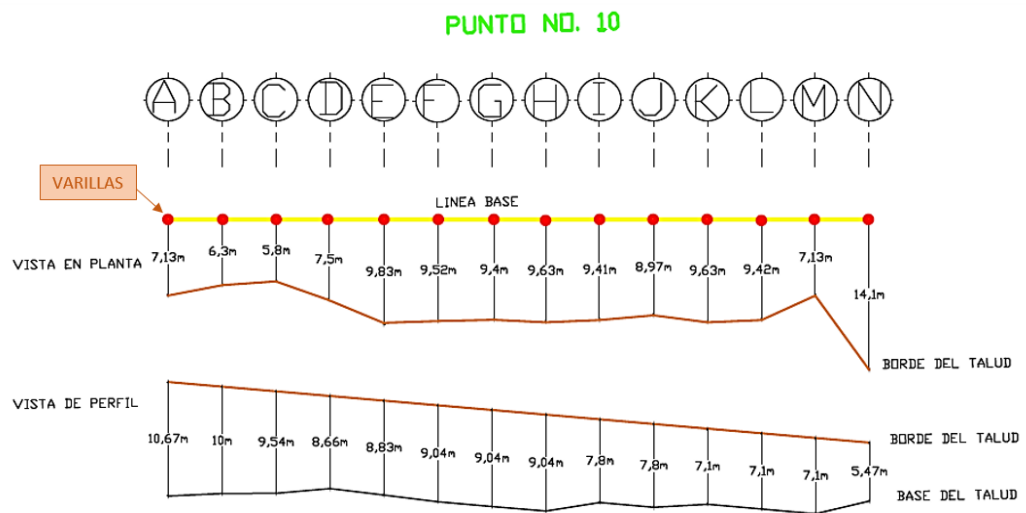 PUNTO NO. 10
A B C D E F G H I J K L M N
VARILLAS
LINEA BASE
VISTA EN PLANTA
7,13m 6,3m 5,8m 7,5m 9,83m 9,52m 9,4m 9,63m 9,41m 8,97m 9,63m 9,42m 7,13m 14,1m
BORDE DEL TALUD
VISTA DE PERFIL
BORDE DEL TALUD
10,67m 10m 9,54m 8,66m 8,83m 9,04m 9,04m 9,04m 7,8m 7,8m 7,1m 7,1m 7,1m 5,47m
BASE DEL TALUD